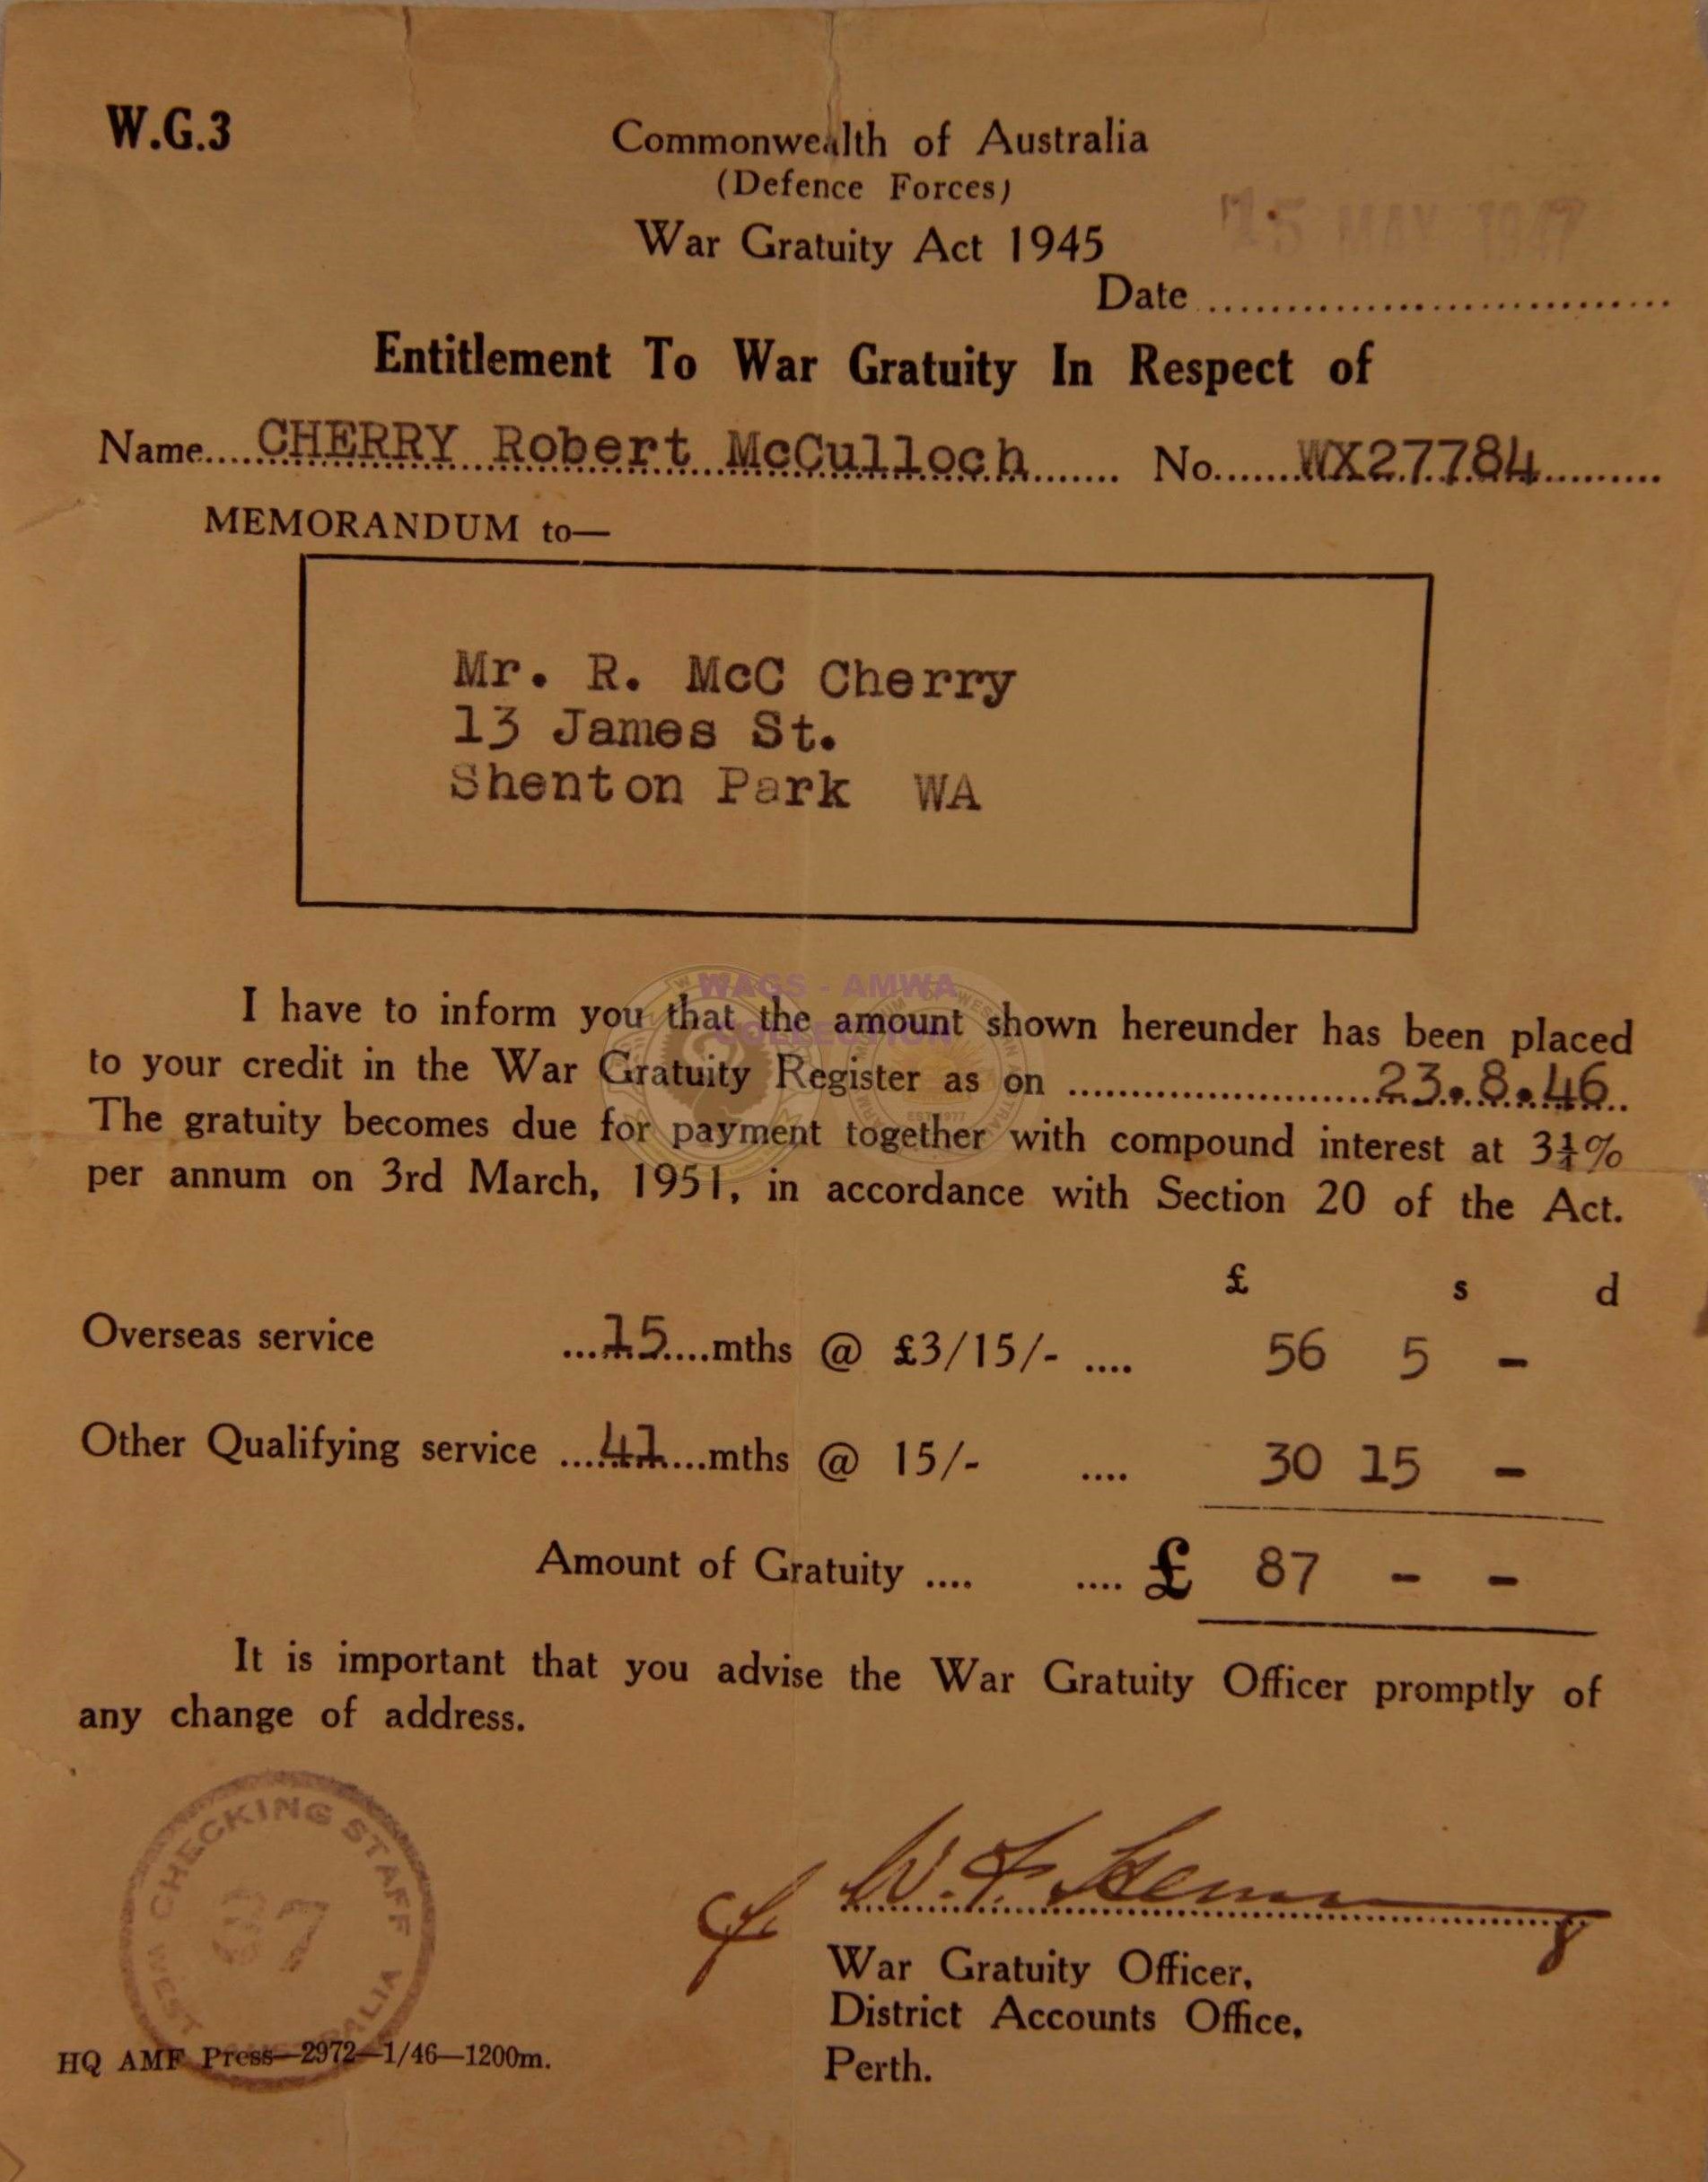 W.G.3
Commonwealth of Australia
(Defence Forces)
War Gratuity Act 1945
15 MAY 1947
Date
Entitlement To War Gratuity In Respect of
Name CHERRY Robert McCulloch No. WX27784
MEMORANDUM to—
Mr. R. McC Cherry
13 James St.
Shenton Park WA
WAGS - AMWA
COLLECTION
I have to inform you that the amount shown hereunder has been placed
to your credit in the War Gratuity Register as on 23.8.46
The gratuity becomes due for payment together with compound interest at 3¼%
per annum on 3rd March, 1951, in accordance with Section 20 of the Act.
£ s d
Overseas service 15 mths @ £3/15/- .... 56 5 -
Other Qualifying service 41 mths @ 15/- .... 30 15 -
Amount of Gratuity .... .... £ 87 - -
It is important that you advise the War Gratuity Officer promptly of
any change of address.
CHECKING STAFF
WEST AUSTRALIA
War Gratuity Officer,
District Accounts Office,
Perth.
HQ AMF Press—2972—1/46—1200m.